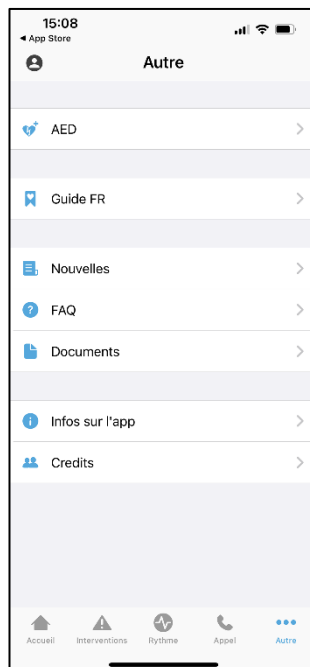 15:08
App Store
Autre
AED
Guide FR
Nouvelles
FAQ
Documents
Infos sur l'app
Credits
Accueil Interventions Rythme Appel Autre